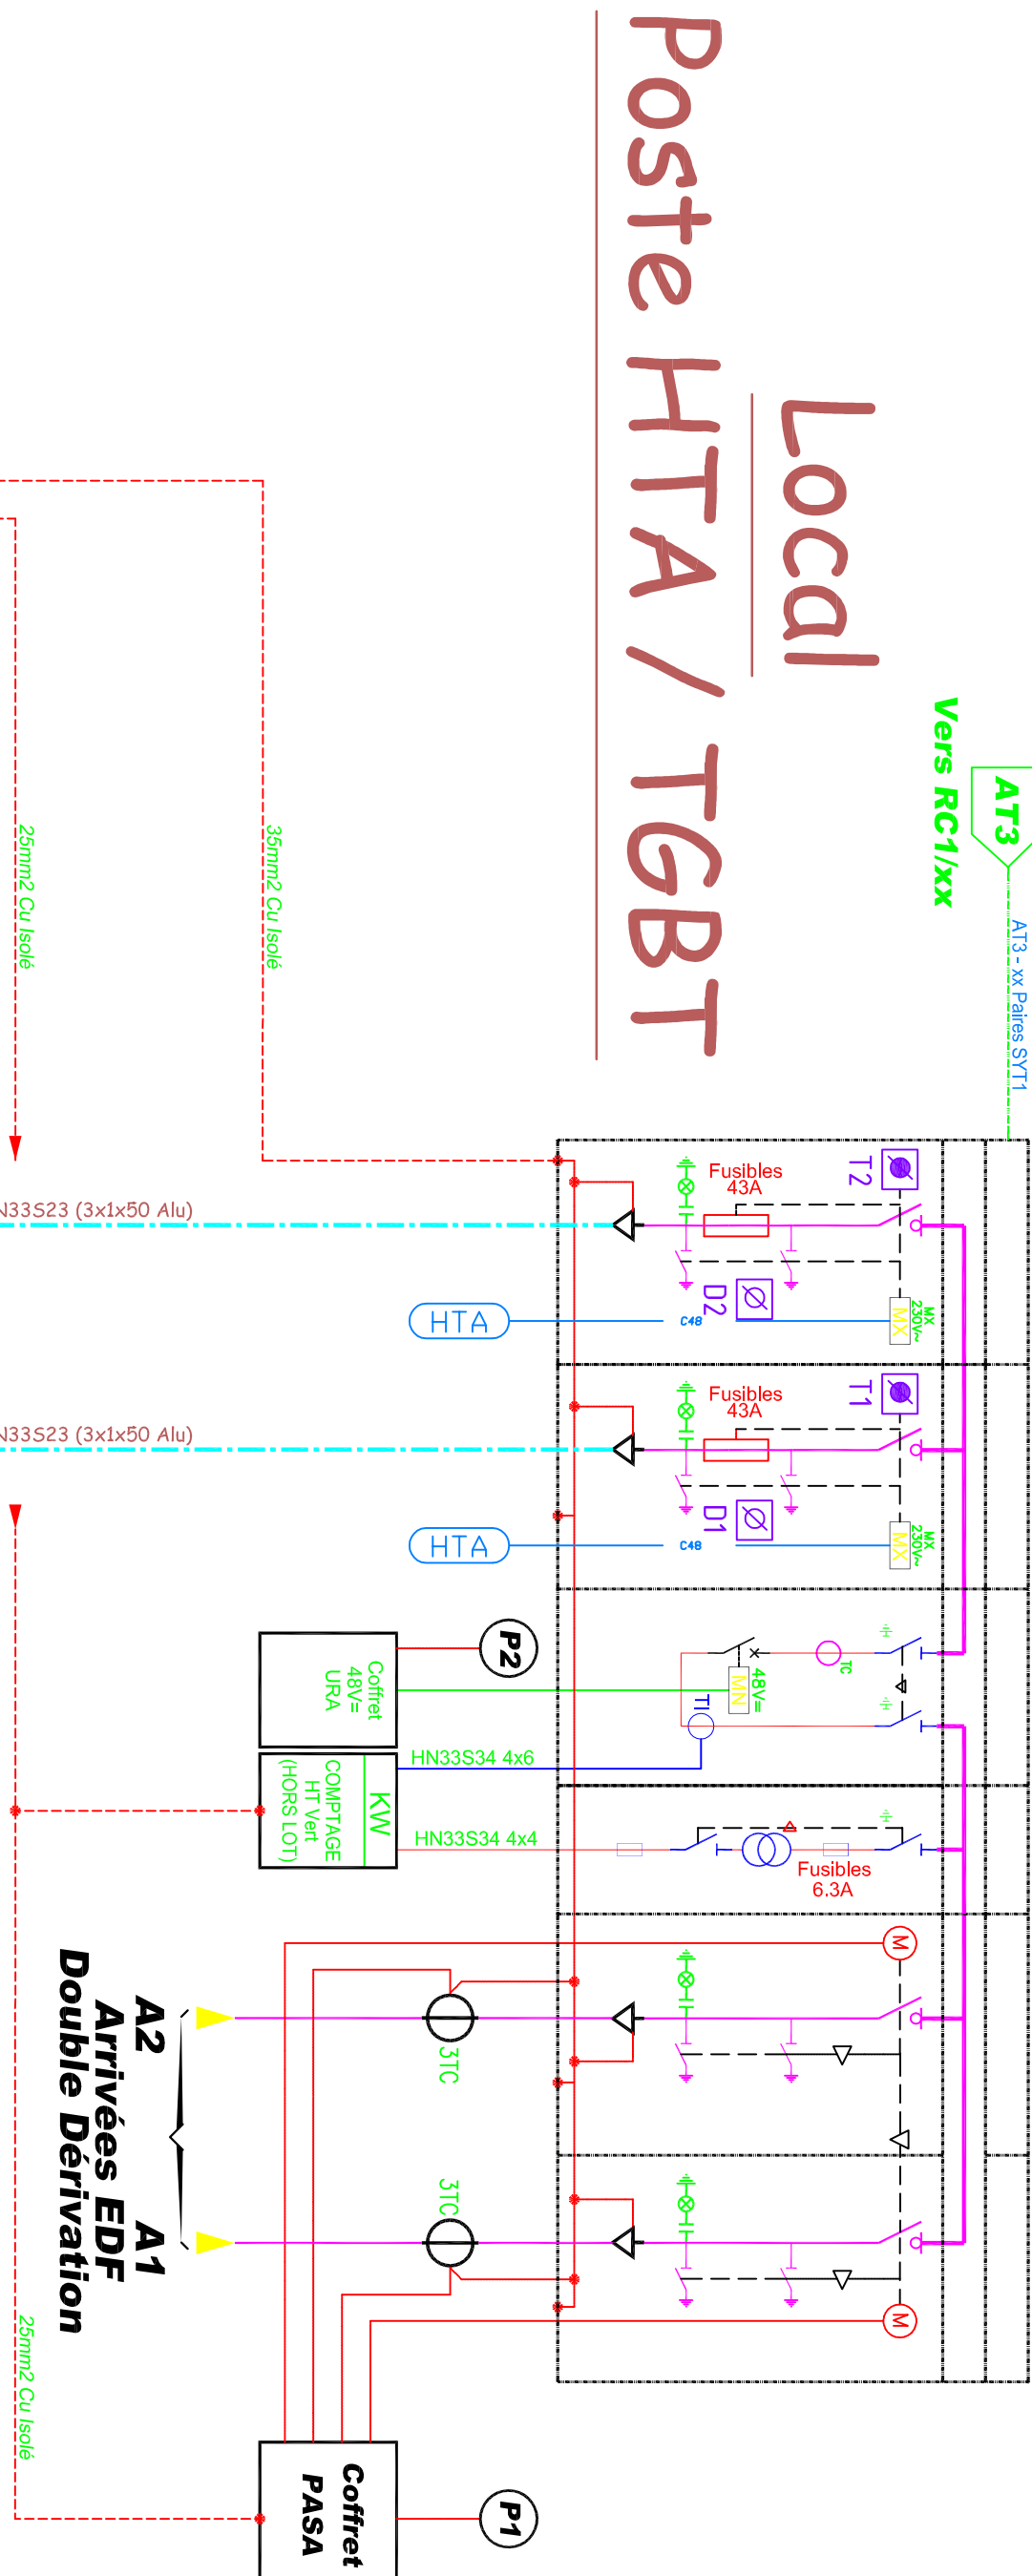 Local
Poste HTA / TGBT
AT3
Vers RC1/xx
AT3 - xx Paires SYT1
T2
Fusibles
43A
D2
MX
230V~
MX
C48
HTA
N33S23 (3x1x50 Alu)
T1
Fusibles
43A
D1
MX
230V~
MX
C48
HTA
N33S23 (3x1x50 Alu)
35mm2 Cu Isolé
25mm2 Cu Isolé
TC
48V=
MN
TI
P2
Coffret
48V=
URA
HN33S34 4x6
KW
COMPTAGE
HT Vert
(HORS LOT)
HN33S34 4x4
Fusibles
6.3A
M
3TC
3TC
M
A2 A1
Arrivées EDF
Double Dérivation
25mm2 Cu Isolé
Coffret
PASA
P1